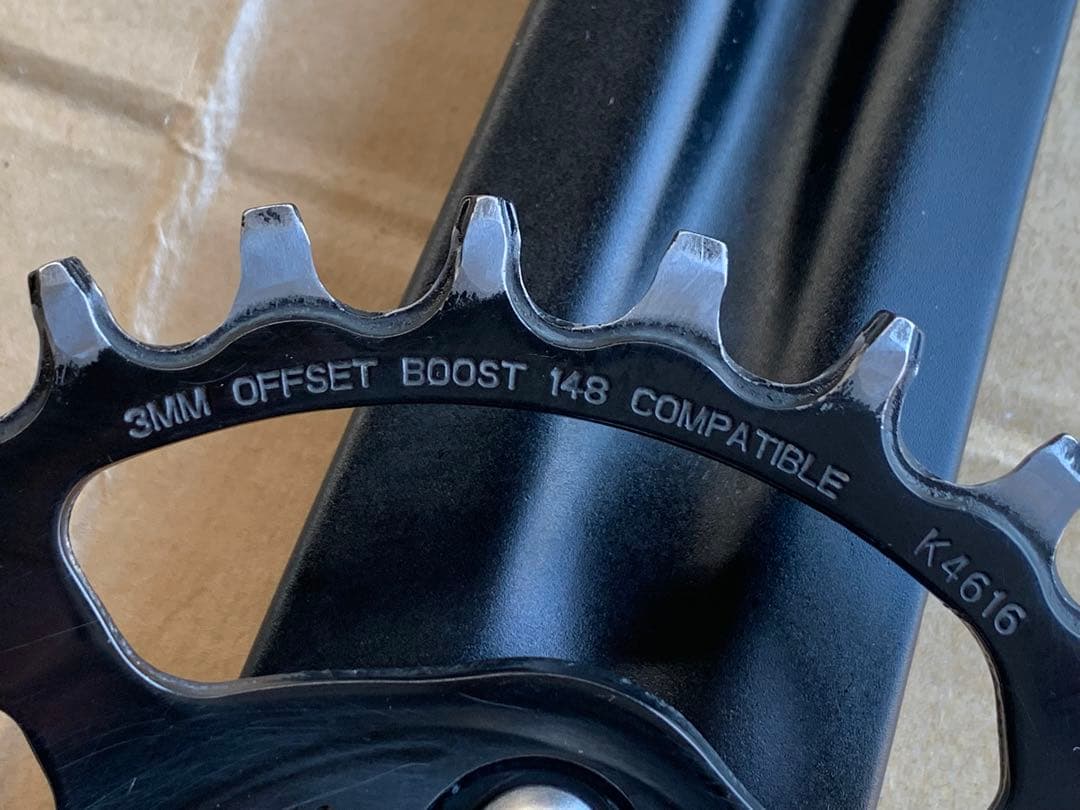 3MM OFFSET BOOST 148 COMPATIBLE
K4616